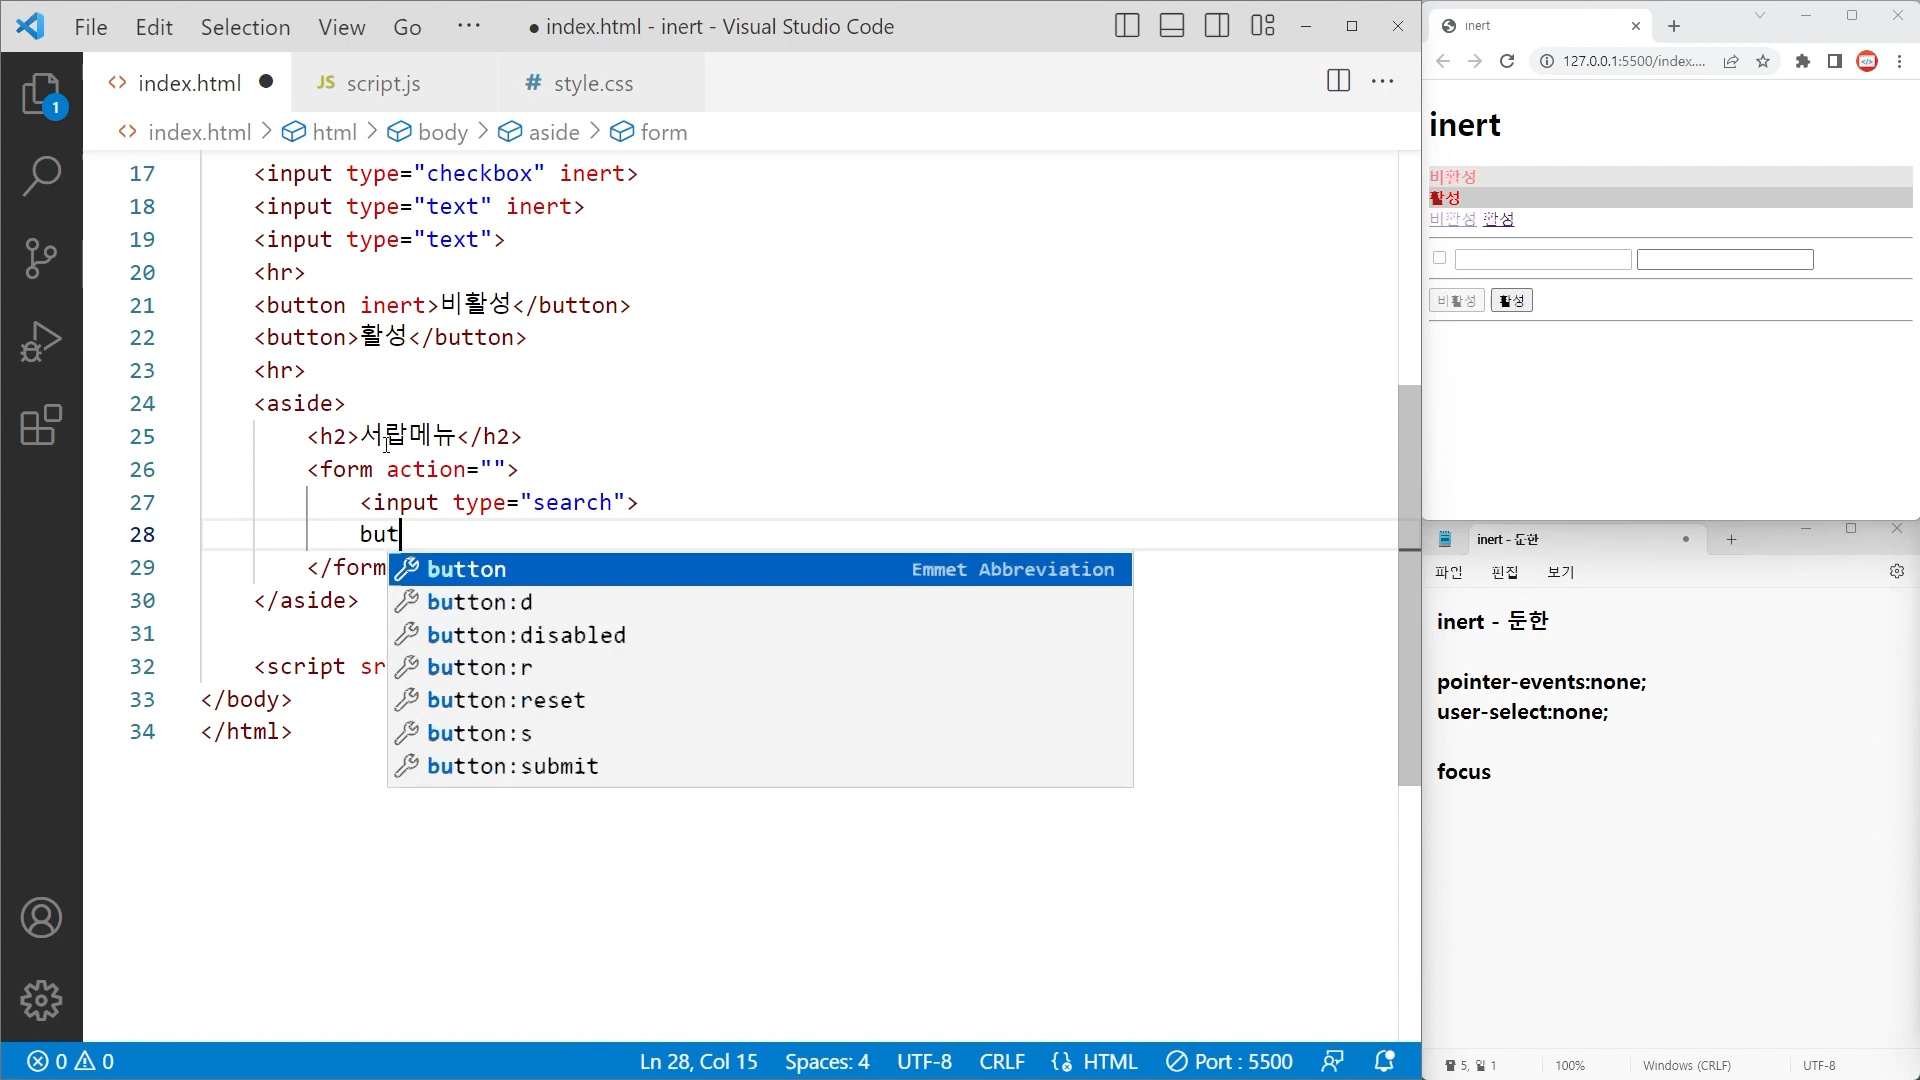 File Edit Selection View Go ··· ● index.html - inert - Visual Studio Code
<> index.html ● JS script.js # style.css ···
<> index.html > html > body > aside > form
1
17 <input type="checkbox" inert>
18 <input type="text" inert>
19 <input type="text">
20 <hr>
21 <button inert>비활성</button>
22 <button>활성</button>
23 <hr>
24 <aside>
25 <h2>서랍메뉴</h2>
26 <form action="">
27 <input type="search">
28 but
29 </form
30 </aside>
31
32 <script sr
33 </body>
34 </html>
button Emmet Abbreviation
button:d
button:disabled
button:r
button:reset
button:s
button:submit
0 0 Ln 28, Col 15 Spaces: 4 UTF-8 CRLF HTML Port : 5500
inert
127.0.0.1:5500/index....
inert
비활성
활성
비활성 활성
비활성 활성
inert - 둔한
파일 편집 보기
inert - 둔한
pointer-events:none;
user-select:none;
focus
줄 5, 열 1 100% Windows (CRLF) UTF-8